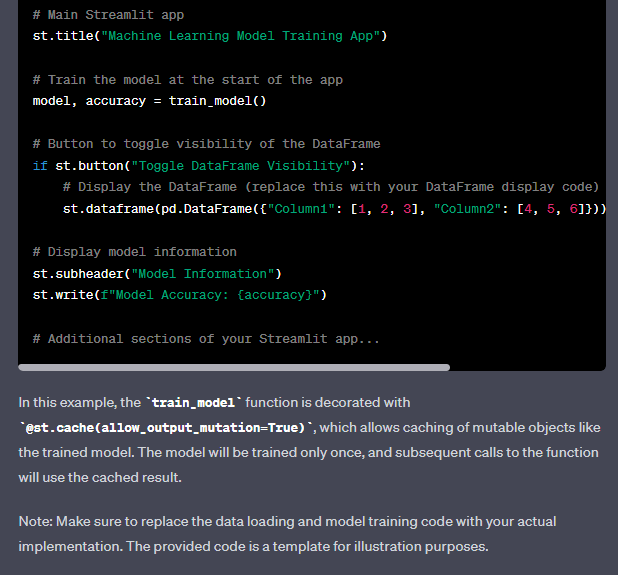 # Main Streamlit app
st.title("Machine Learning Model Training App")
# Train the model at the start of the app
model, accuracy = train_model()
# Button to toggle visibility of the DataFrame
if st.button("Toggle DataFrame Visibility"):
    # Display the DataFrame (replace this with your DataFrame display code)
    st.dataframe(pd.DataFrame({"Column1": [1, 2, 3], "Column2": [4, 5, 6]}))
# Display model information
st.subheader("Model Information")
st.write(f"Model Accuracy: {accuracy}")
# Additional sections of your Streamlit app...
In this example, the `train_model` function is decorated with
`@st.cache(allow_output_mutation=True)`, which allows caching of mutable objects like
the trained model. The model will be trained only once, and subsequent calls to the function
will use the cached result.
Note: Make sure to replace the data loading and model training code with your actual
implementation. The provided code is a template for illustration purposes.